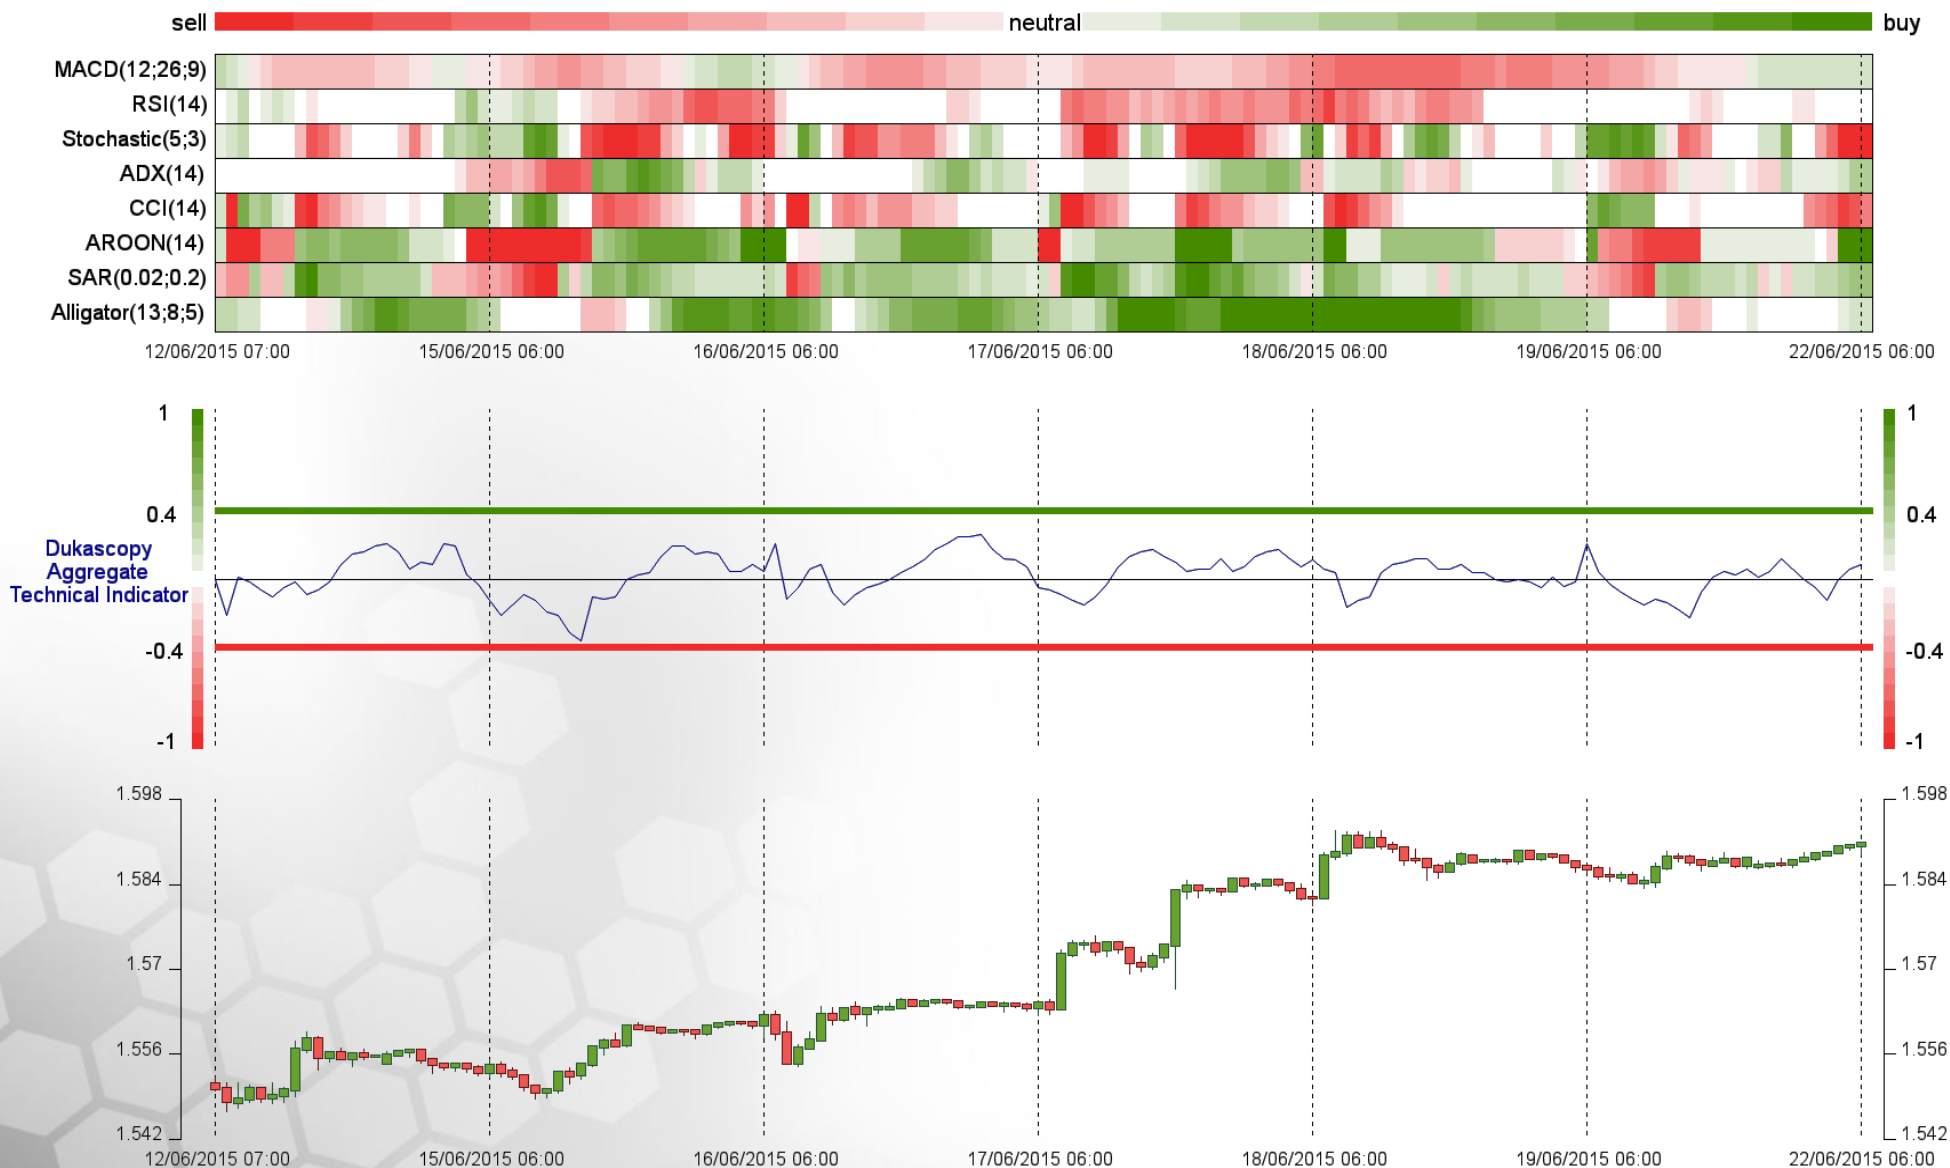 sell neutral buy
MACD(12;26;9)
RSI(14)
Stochastic(5;3)
ADX(14)
CCI(14)
AROON(14)
SAR(0.02;0.2)
Alligator(13;8;5)
12/06/2015 07:00 15/06/2015 06:00 16/06/2015 06:00 17/06/2015 06:00 18/06/2015 06:00 19/06/2015 06:00 22/06/2015 06:00
1 1
0.4 0.4
Dukascopy
Aggregate
Technical Indicator
-0.4 -0.4
-1 -1
1.598 1.598
1.584 1.584
1.57 1.57
1.556 1.556
1.542 1.542
12/06/2015 07:00 15/06/2015 06:00 16/06/2015 06:00 17/06/2015 06:00 18/06/2015 06:00 19/06/2015 06:00 22/06/2015 06:00